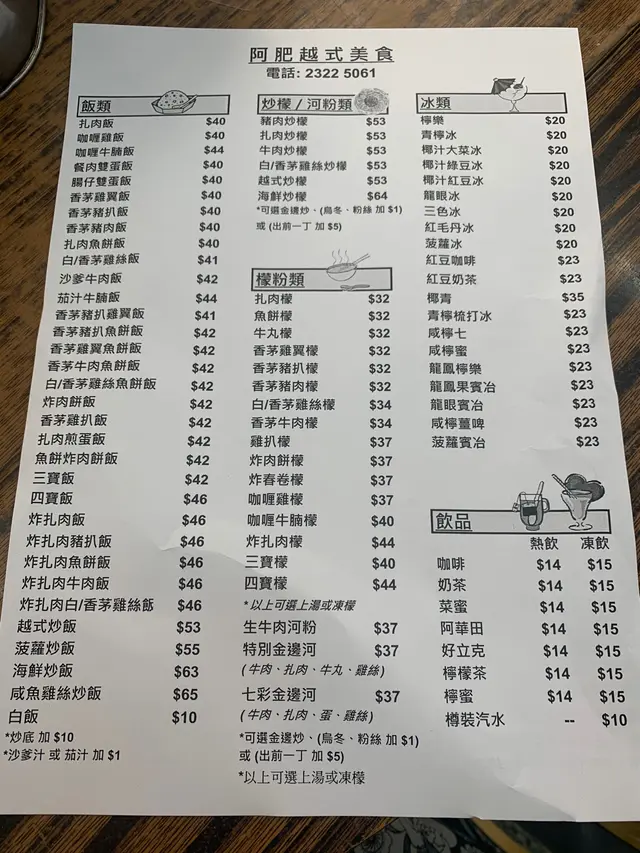 阿肥越式美食
電話: 2322 5061
飯類
扎肉飯 $40
咖喱雞飯 $40
咖喱牛腩飯 $44
餐肉雙蛋飯 $40
腸仔雙蛋飯 $40
香茅雞翼飯 $40
香茅豬扒飯 $40
香茅豬肉飯 $40
扎肉魚餅飯 $40
白/香茅雞絲飯 $41
沙爹牛肉飯 $42
茄汁牛腩飯 $44
香茅豬扒雞翼飯 $41
香茅豬扒魚餅飯 $42
香茅雞翼魚餅飯 $42
香茅牛肉魚餅飯 $42
白/香茅雞絲魚餅飯 $42
炸肉餅飯 $42
香茅雞扒飯 $42
扎肉煎蛋飯 $42
魚餅炸肉餅飯 $42
三寶飯 $42
四寶飯 $46
炸扎肉飯 $46
炸扎肉豬扒飯 $46
炸扎肉魚餅飯 $46
炸扎肉牛肉飯 $46
炸扎肉白/香茅雞絲飯 $46
越式炒飯 $53
菠蘿炒飯 $55
海鮮炒飯 $63
咸魚雞絲炒飯 $65
白飯 $10
*炒底 加 $10
*沙爹汁 或 茄汁 加 $1
炒檬 / 河粉類
豬肉炒檬 $53
扎肉炒檬 $53
牛肉炒檬 $53
白/香茅雞絲炒檬 $53
越式炒檬 $53
海鮮炒檬 $64
*可選金邊炒、(烏冬、粉絲 加 $1)
或 (出前一丁 加 $5)
檬粉類
扎肉檬 $32
魚餅檬 $32
牛丸檬 $32
香茅雞翼檬 $32
香茅豬扒檬 $32
香茅豬肉檬 $32
白/香茅雞絲檬 $34
香茅牛肉檬 $34
雞扒檬 $37
炸肉餅檬 $37
炸春卷檬 $37
咖喱雞檬 $37
咖喱牛腩檬 $40
炸扎肉檬 $44
三寶檬 $40
四寶檬 $44
*以上可選上湯或凍檬
生牛肉河粉 $37
特別金邊河 $37
(牛肉、扎肉、牛丸、雞絲)
七彩金邊河 $37
(牛肉、扎肉、蛋、雞絲)
*可選金邊炒、(烏冬、粉絲 加 $1)
或 (出前一丁 加 $5)
*以上可選上湯或凍檬
冰類
檸樂 $20
青檸冰 $20
椰汁大菜冰 $20
椰汁綠豆冰 $20
椰汁紅豆冰 $20
龍眼冰 $20
三色冰 $20
紅毛丹冰 $20
菠蘿冰 $20
紅豆咖啡 $23
紅豆奶茶 $23
椰青 $35
青檸梳打冰 $23
咸檸七 $23
咸檸蜜 $23
龍鳳檸樂 $23
龍鳳果賓冶 $23
龍眼賓冶 $23
咸檸薑啤 $23
菠蘿賓冶 $23
飲品
熱飲 凍飲
咖啡 $14 $15
奶茶 $14 $15
菜蜜 $14 $15
阿華田 $14 $15
好立克 $14 $15
檸檬茶 $14 $15
檸蜜 $14 $15
樽裝汽水 -- $10